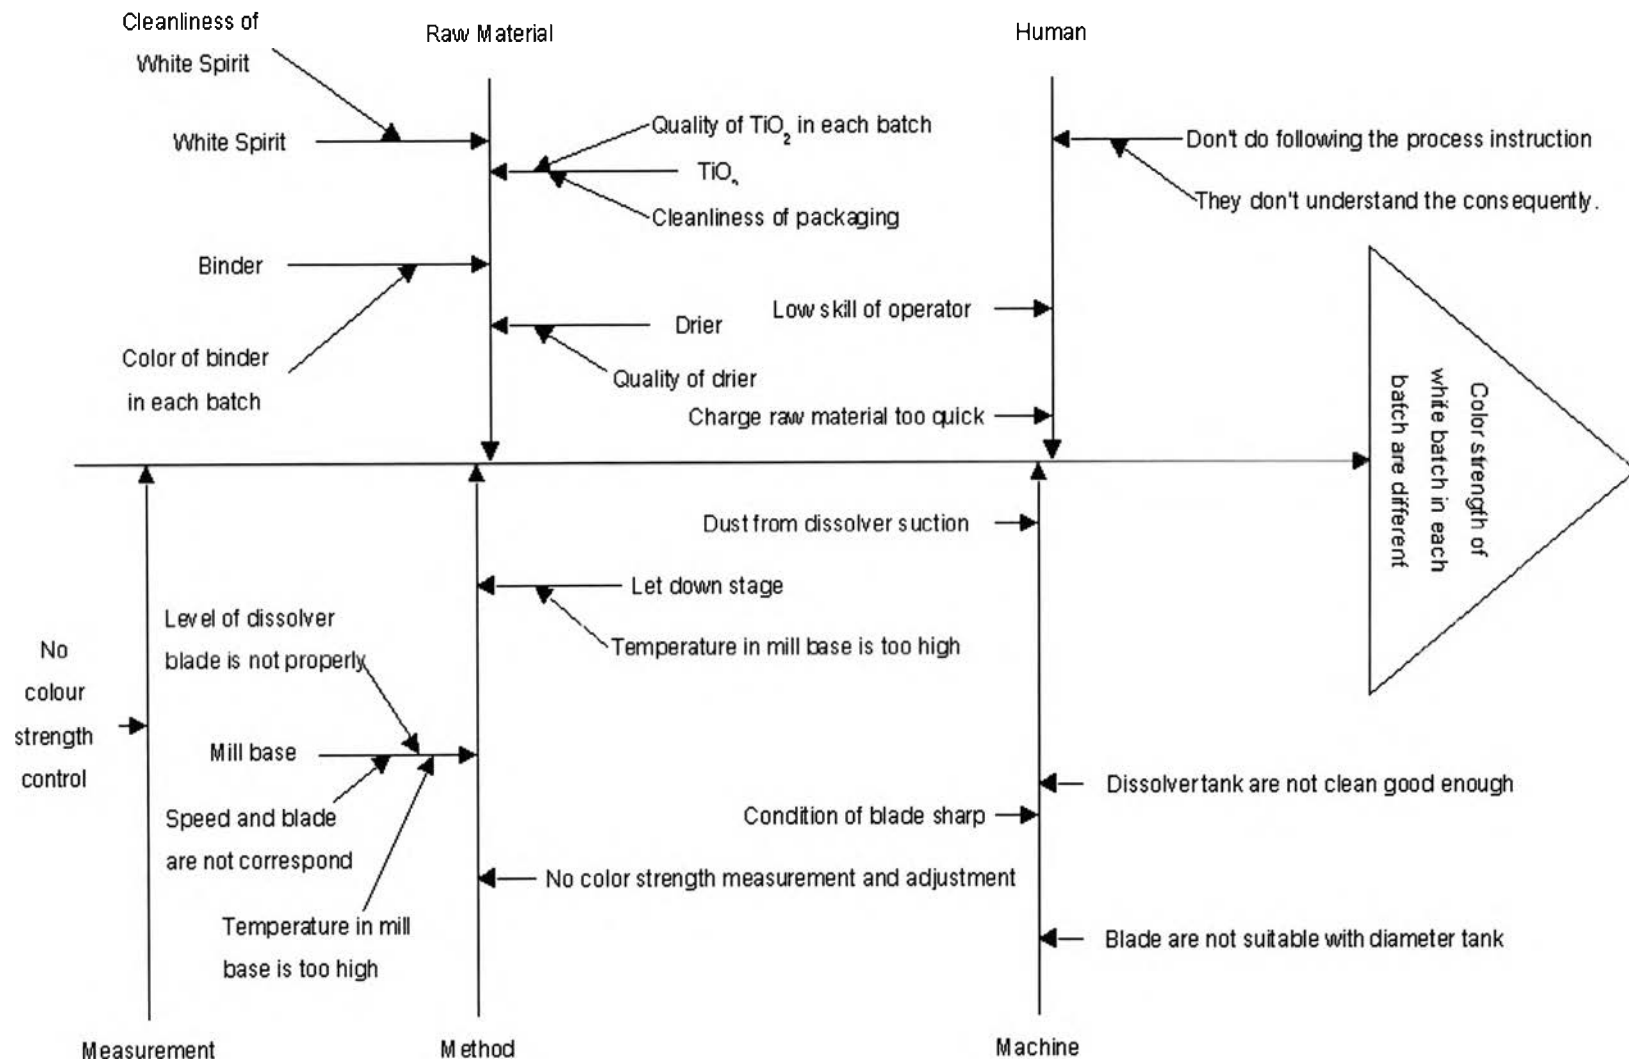 Cleanliness of
White Spirit
Raw Material
Human
White Spirit
Quality of TiO2 in each batch
TiO
Cleanliness of packaging
Don't do following the process instruction
They don't understand the consequently.
Binder
Drier
Low skill of operator
Color of binder
in each batch
Quality of drier
Charge raw material too quick
Color strength of
white batch in each
batch are different
Dust from dissolver suction
Let down stage
Level of dissolver
blade is not properly
Temperature in mill base is too high
No
colour
strength
control
Mill base
Dissolver tank are not clean good enough
Condition of blade sharp
Speed and blade
are not correspond
No color strength measurement and adjustment
Temperature in mill
base is too high
Blade are not suitable with diameter tank
Measurement
Method
Machine